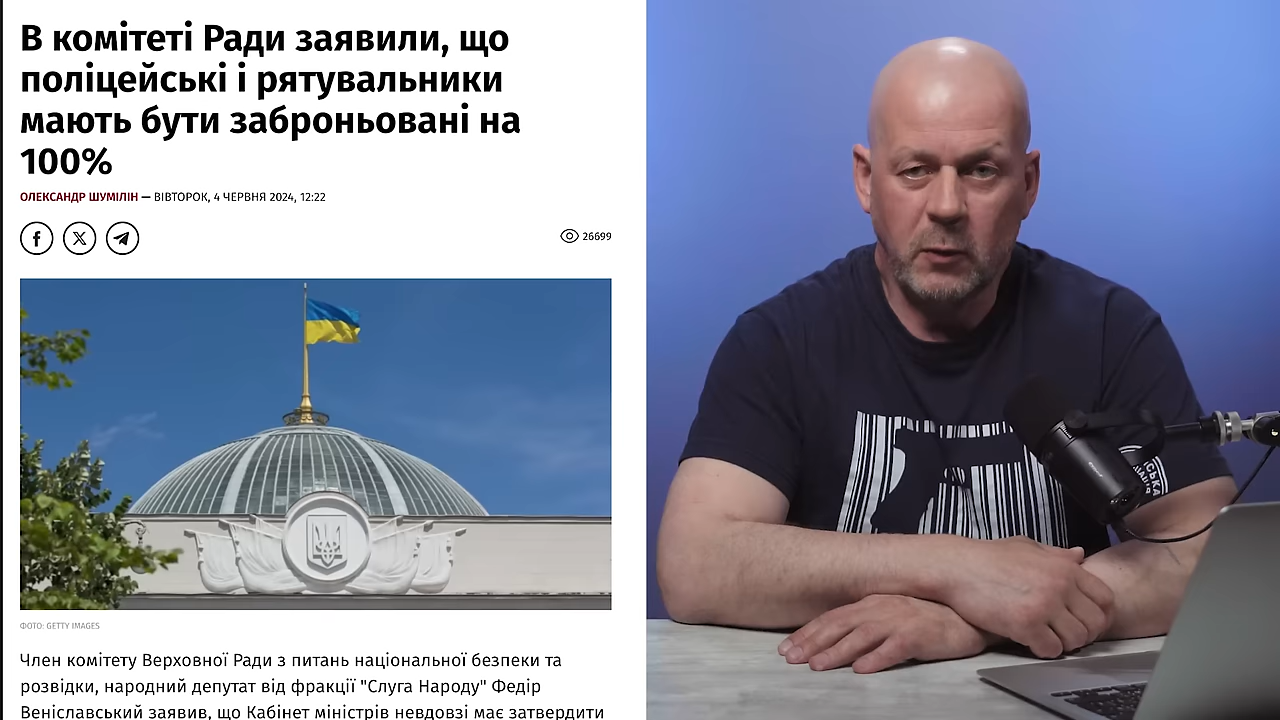 В комітеті Ради заявили, що
поліцейські і рятувальники
мають бути заброньовані на
100%
ОЛЕКСАНДР ШУМІЛІН — ВІВТОРОК, 4 ЧЕРВНЯ 2024, 12:22
26699
ФОТО: GETTY IMAGES
Член комітету Верховної Ради з питань національної безпеки та
розвідки, народний депутат від фракції "Слуга Народу" Федір
Веніславський заявив, що Кабінет міністрів невдовзі має затвердити